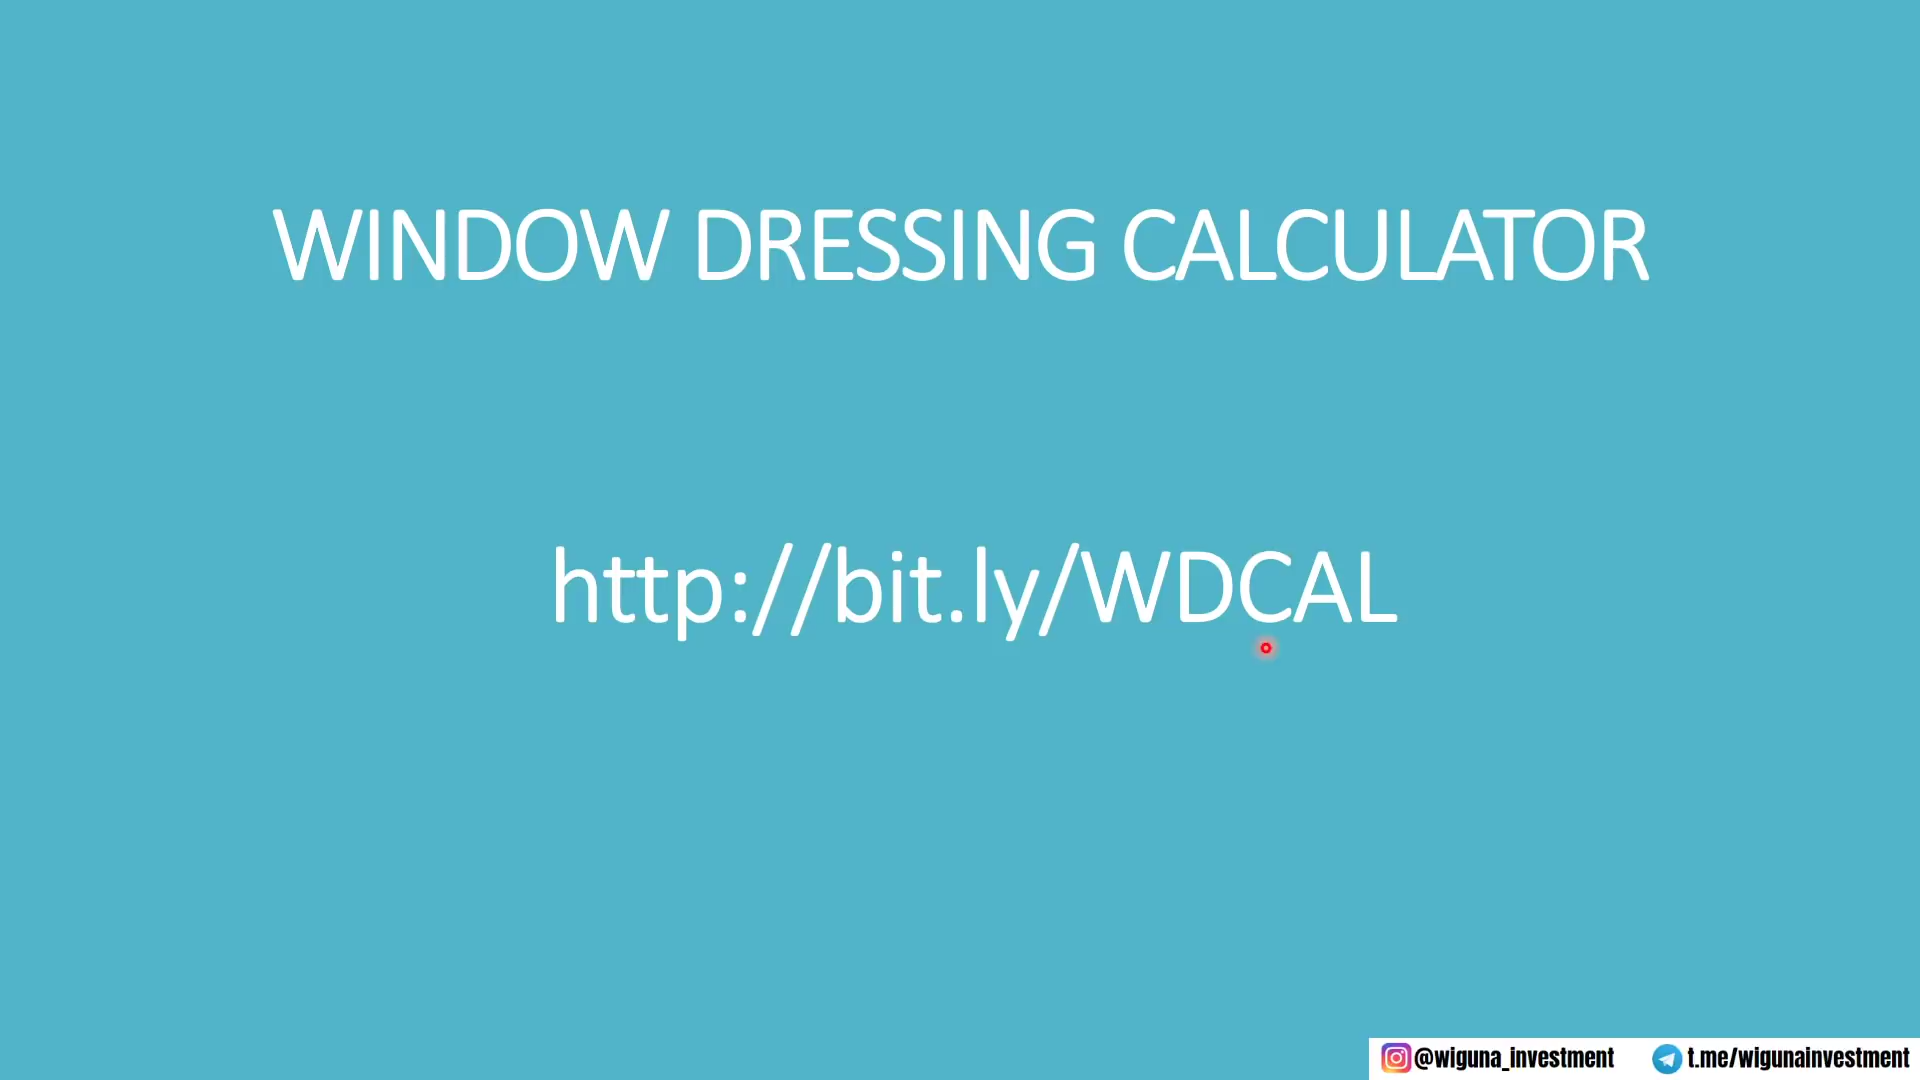 WINDOW DRESSING CALCULATOR
http://bit.ly/WDCAL
@wiguna_investment t.me/wigunainvestment